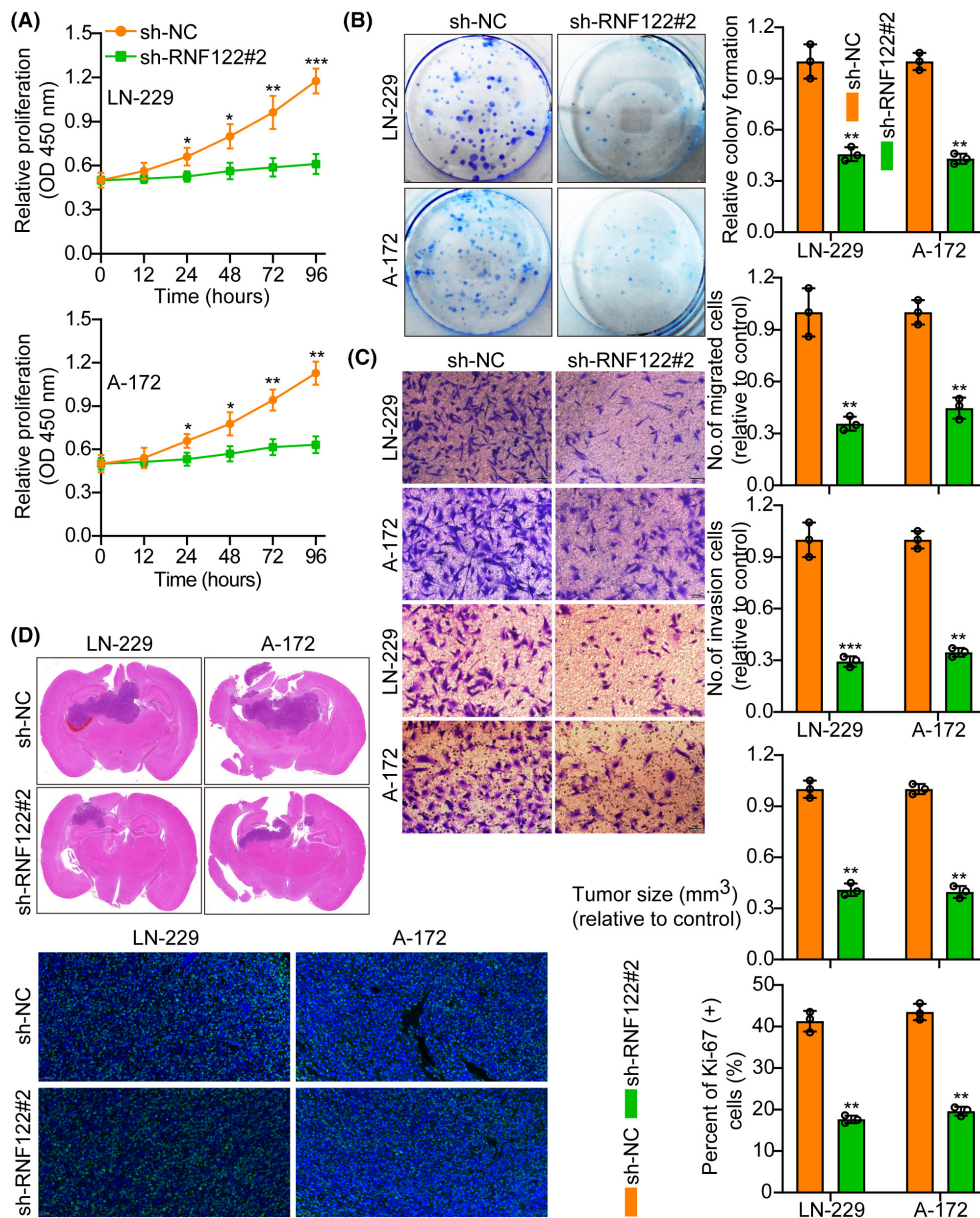 (A)
sh-NC
sh-RNF122#2
LN-229
Relative proliferation
(OD 450 nm)
1.5
1.2
0.9
0.6
0.3
0.0
* * ** ***
0 12 24 48 72 96
Time (hours)
A-172
Relative proliferation
(OD 450 nm)
1.5
1.2
0.9
0.6
0.3
0.0
* * ** **
0 12 24 48 72 96
Time (hours)
(B)
sh-NC sh-RNF122#2
LN-229
A-172
Relative colony formation
1.2
0.9
0.6
0.3
0.0
** **
sh-NC
sh-RNF122#2
LN-229 A-172
(C)
sh-NC sh-RNF122#2
LN-229
A-172
LN-229
A-172
No.of migrated cells
(relative to control)
1.2
0.9
0.6
0.3
0.0
** **
No.of invasion cells
(relative to control)
1.2
0.9
0.6
0.3
0.0
*** **
(D)
LN-229 A-172
sh-NC
sh-RNF122#2
Tumor size (mm3)
(relative to control)
1.2
0.9
0.6
0.3
0.0
** **
LN-229 A-172
sh-NC
sh-RNF122#2
sh-NC
sh-RNF122#2
Percent of Ki-67 (+)
cells (%)
50
40
30
20
10
0
** **
LN-229 A-172